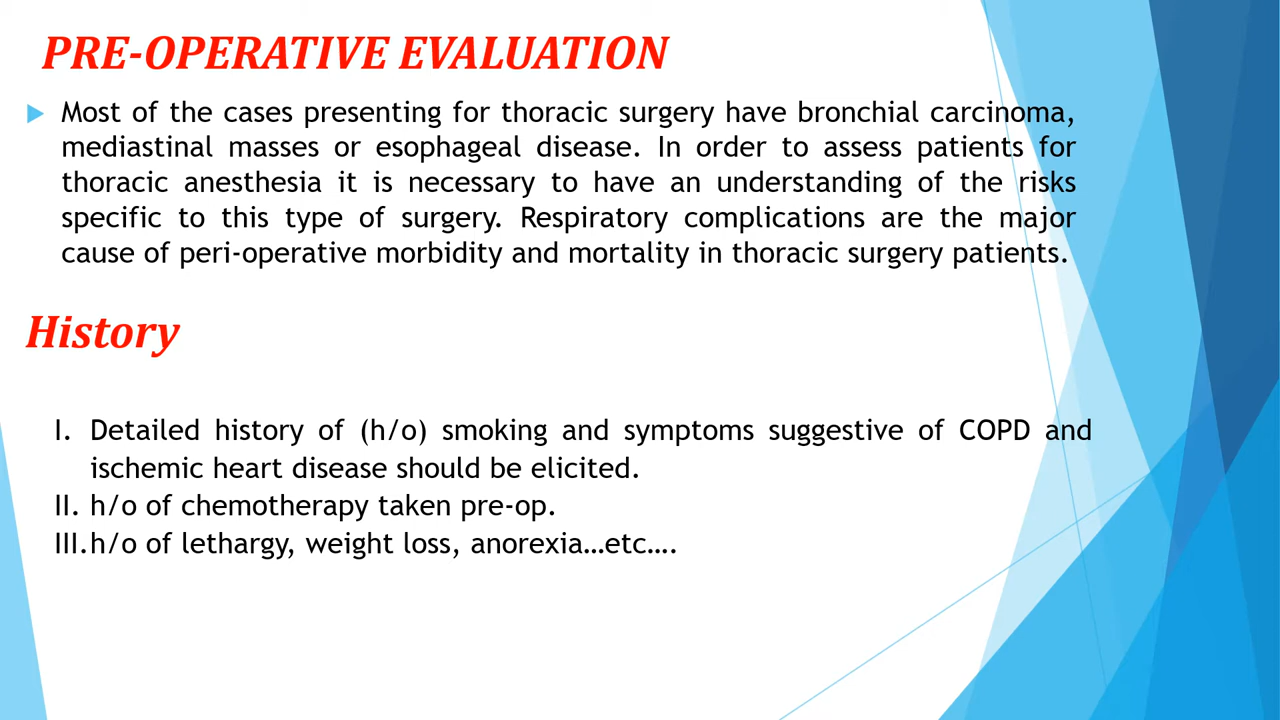 PRE-OPERATIVE EVALUATION
Most of the cases presenting for thoracic surgery have bronchial carcinoma,
mediastinal masses or esophageal disease. In order to assess patients for
thoracic anesthesia it is necessary to have an understanding of the risks
specific to this type of surgery. Respiratory complications are the major
cause of peri-operative morbidity and mortality in thoracic surgery patients.
History
I. Detailed history of (h/o) smoking and symptoms suggestive of COPD and
ischemic heart disease should be elicited.
II. h/o of chemotherapy taken pre-op.
III.h/o of lethargy, weight loss, anorexia…etc….